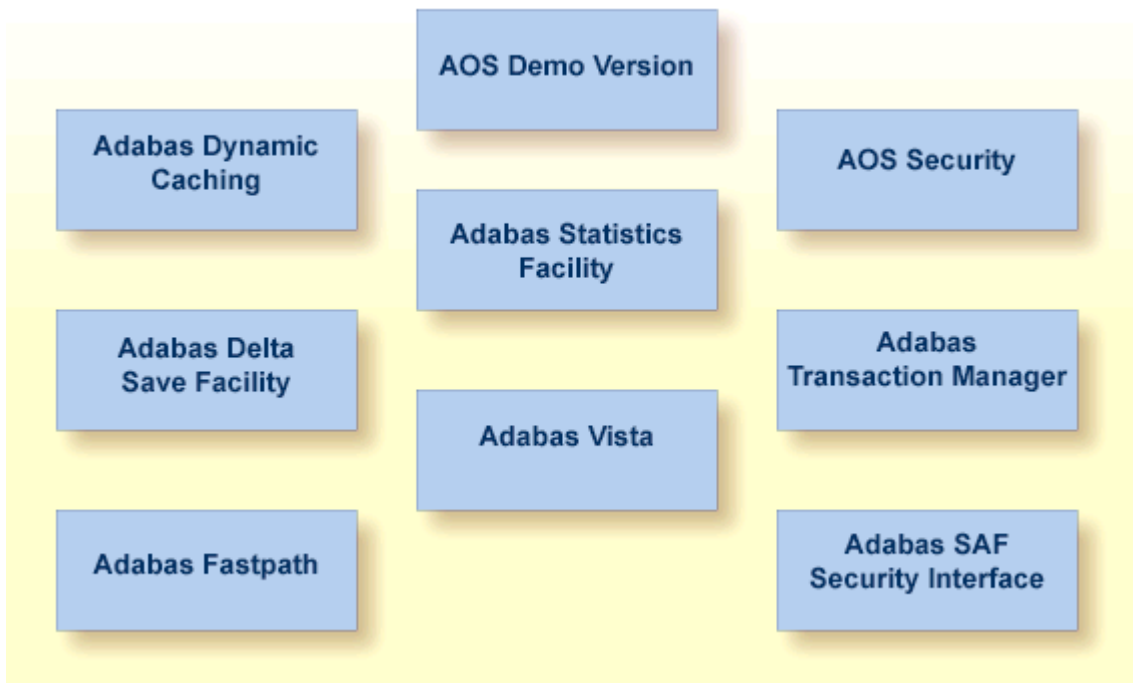 AOS Demo Version
Adabas Dynamic
Caching
AOS Security
Adabas Statistics
Facility
Adabas Delta
Save Facility
Adabas
Transaction Manager
Adabas Vista
Adabas Fastpath
Adabas SAF
Security Interface